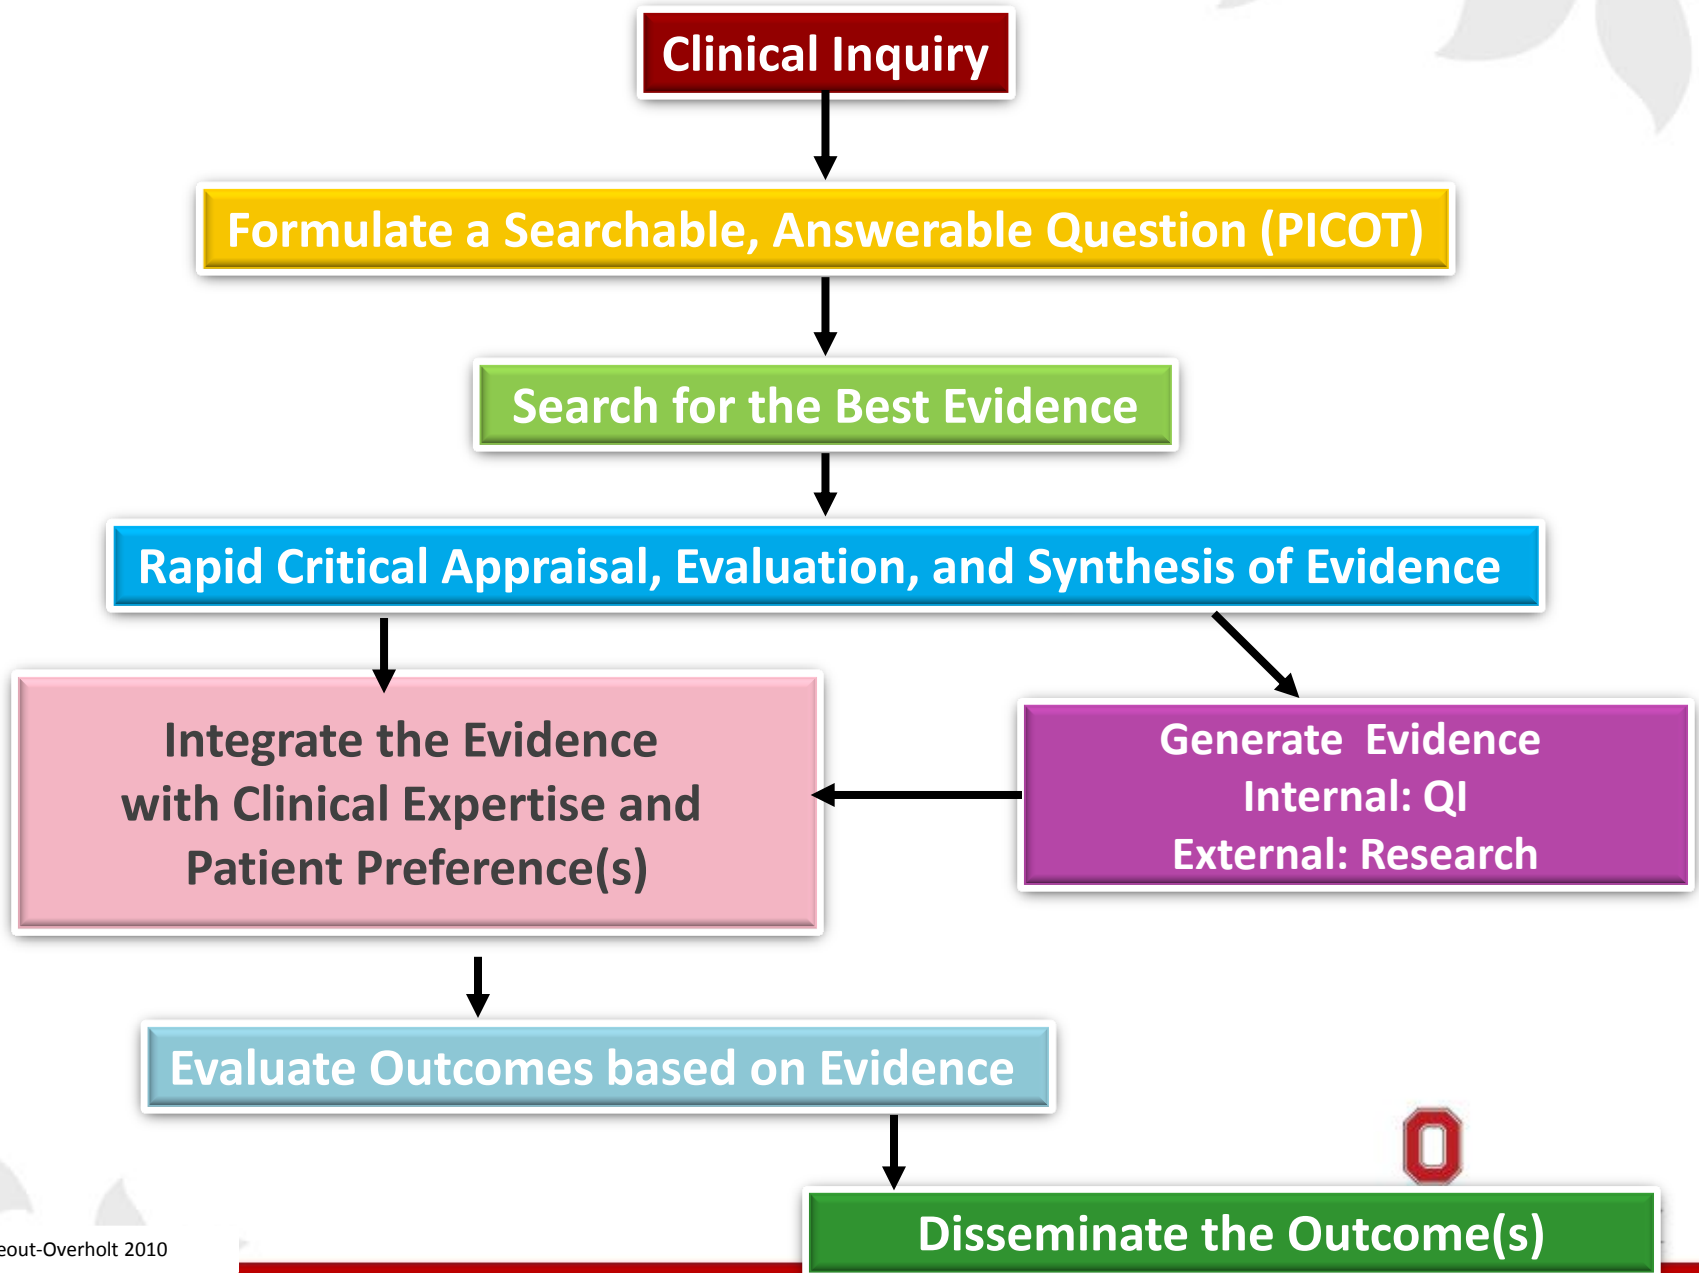 Clinical Inquiry
Formulate a Searchable, Answerable Question (PICOT)
Search for the Best Evidence
Rapid Critical Appraisal, Evaluation, and Synthesis of Evidence
Integrate the Evidence
with Clinical Expertise and
Patient Preference(s)
Generate Evidence
Internal: QI
External: Research
Evaluate Outcomes based on Evidence
O
Disseminate the Outcome(s)
eout-Overholt 2010